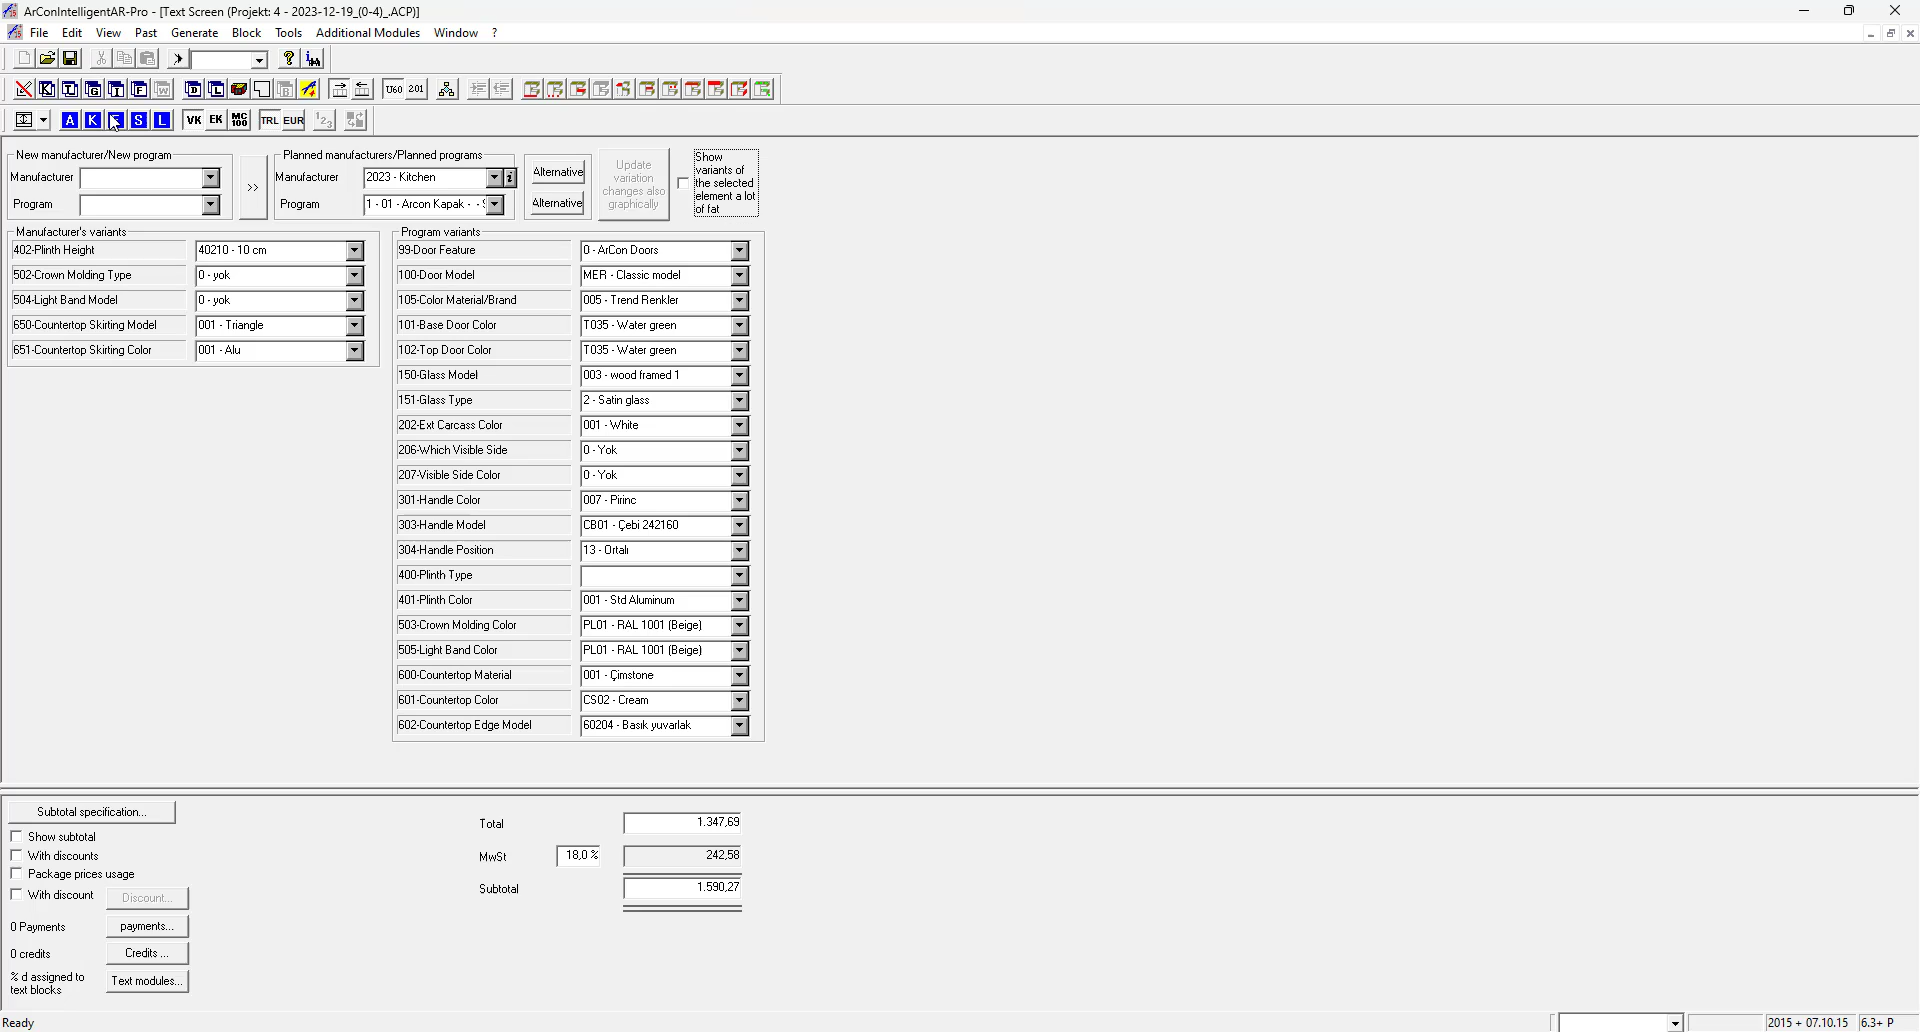 ArConIntelligentAR-Pro - [Text Screen (Projekt: 4 - 2023-12-19_(0-4)_.ACP)]
File Edit View Past Generate Block Tools Additional Modules Window ?
K T G I F W D L B U60 2.01
A K S L VK EK MC 100 TRL EUR 1 2 3
New manufacturer/New program
Manufacturer
Program
>>
Planned manufacturers/Planned programs
Manufacturer 2023 - Kitchen i
Program 1 - 01 - Arcon Kapak - -
Alternative
Alternative
Update
variation
changes also
graphically
Show
variants of
the selected
element a lot
of fat
Manufacturer's variants
402-Plinth Height 40210 - 10 cm
502-Crown Molding Type 0 - yok
504-Light Band Model 0 - yok
650-Countertop Skirting Model 001 - Triangle
651-Countertop Skirting Color 001 - Alu
Program variants
99-Door Feature 0 - ArCon Doors
100-Door Model MER - Classic model
105-Color Material/Brand 005 - Trend Renkler
101-Base Door Color T035 - Water green
102-Top Door Color T035 - Water green
150-Glass Model 003 - wood framed 1
151-Glass Type 2 - Satin glass
202-Ext Carcass Color 001 - White
206-Which Visible Side 0 - Yok
207-Visible Side Color 0 - Yok
301-Handle Color 007 - Pirinc
303-Handle Model CB01 - Çebi 242160
304-Handle Position 13 - Ortalı
400-Plinth Type
401-Plinth Color 001 - Std Aluminum
503-Crown Molding Color PL01 - RAL 1001 (Beige)
505-Light Band Color PL01 - RAL 1001 (Beige)
600-Countertop Material 001 - Çimstone
601-Countertop Color CS02 - Cream
602-Countertop Edge Model 60204 - Basık yuvarlak
Subtotal specification...
Show subtotal
With discounts
Package prices usage
With discount Discount...
0 Payments payments...
0 credits Credits ...
% d assigned to
text blocks
Text modules...
Total 1.347,69
MwSt 18,0 % 242,58
Subtotal 1.590,27
Ready 2015 + 07.10.15 6.3+ P